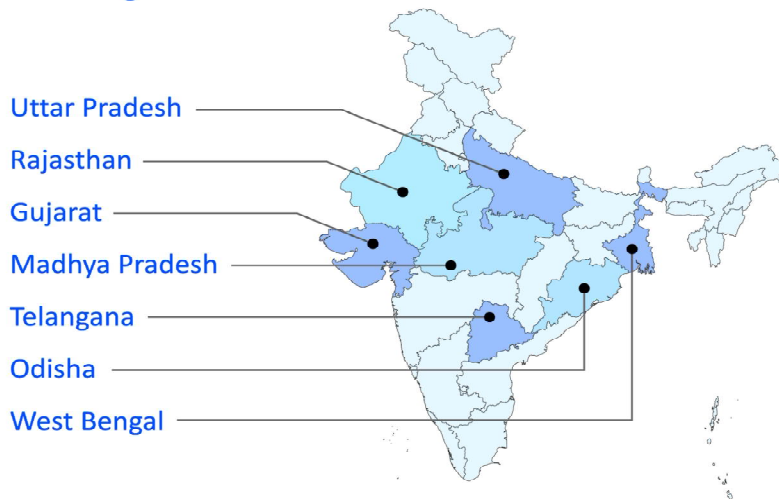 Uttar Pradesh
Rajasthan
Gujarat
Madhya Pradesh
Telangana
Odisha
West Bengal